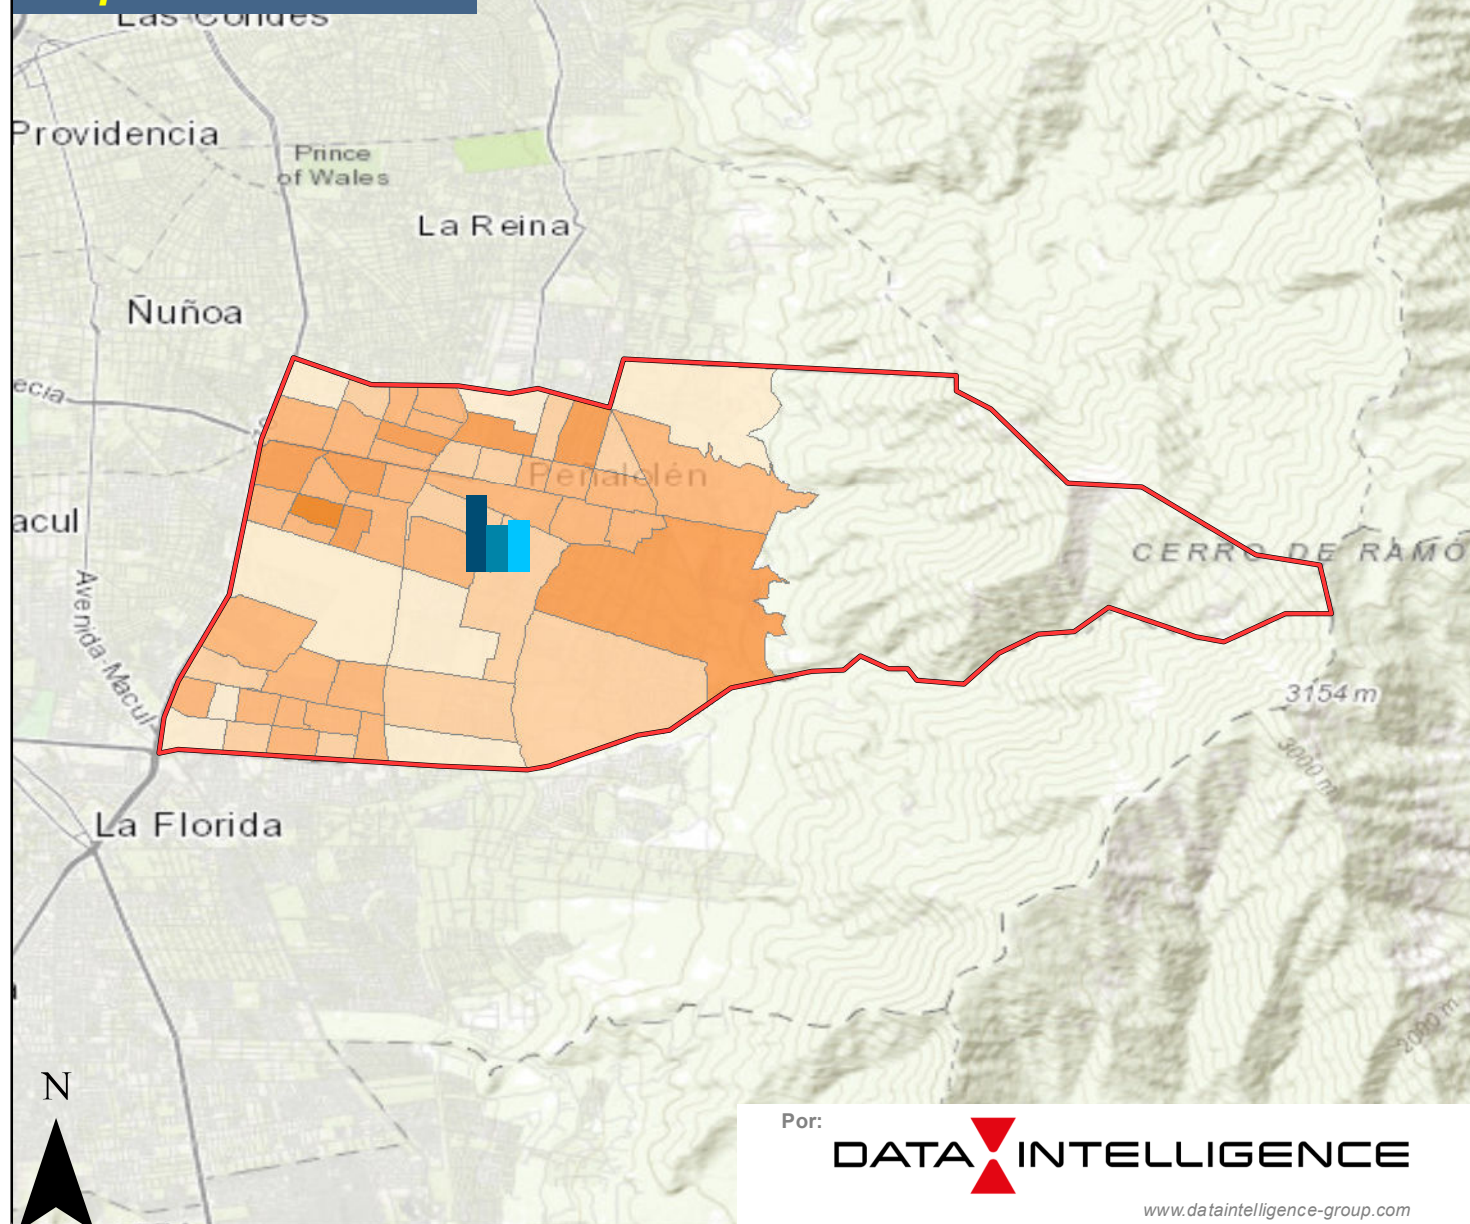 Las Condes
Providencia
Prince
of Wales
La Reina
Ñuñoa
ecia
Peñalolén
acul
CERRO DE RAMÓ
Avenida Macul
3154 m
3000 m
La Florida
2000 m
N
Por:
DATA INTELLIGENCE
www.dataintelligence-group.com